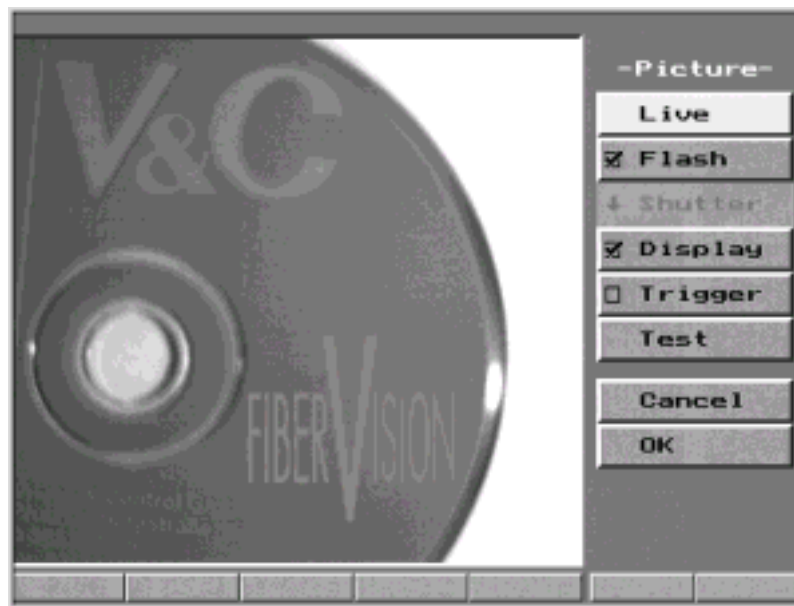 V&C
FIBERVISION
-Picture-
Live
Flash
Shutter
Display
Trigger
Test
Cancel
OK